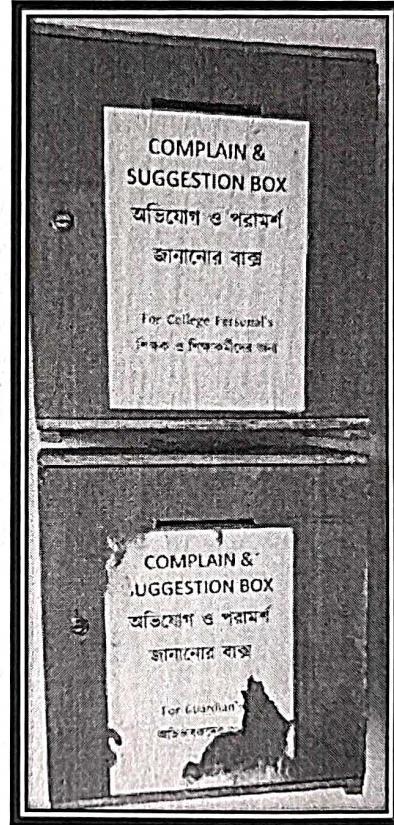 COMPLAIN &
SUGGESTION BOX
অভিযোগ ও পরামর্শ
জানানোর বাক্স
For College Personal's
শিক্ষক ও শিক্ষাকর্মীদের জন্য
COMPLAIN &
UGGESTION BOX
অভিযোগ ও পরামর্শ
জানানোর বাক্স
For Guardian's